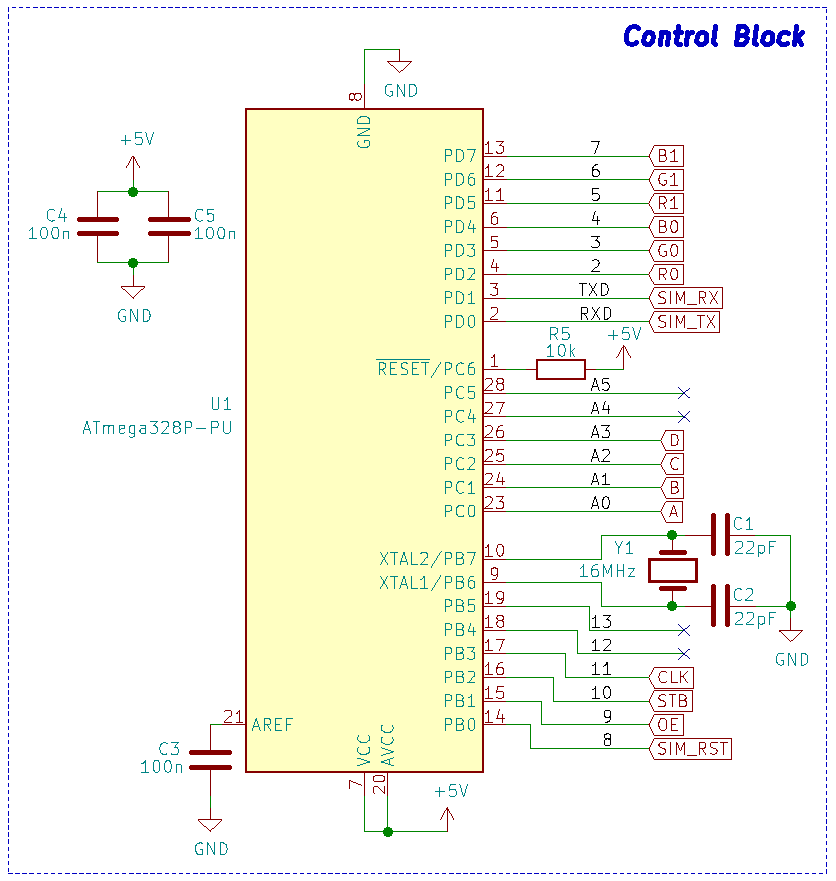 Control Block
GND
8
GND
+5V
C4
100n
C5
100n
GND
U1
ATmega328P-PU
PD7 13 7 B1
PD6 12 6 G1
PD5 11 5 R1
PD4 6 4 B0
PD3 5 3 G0
PD2 4 2 R0
PD1 3 TXD SIM_RX
PD0 2 RXD SIM_TX
R5
10k
+5V
RESET/PC6 1
PC5 28 A5
PC4 27 A4
PC3 26 A3 D
PC2 25 A2 C
PC1 24 A1 B
PC0 23 A0 A
XTAL2/PB7 10
XTAL1/PB6 9
Y1
16MHz
C1
22pF
C2
22pF
GND
PB5 19 13
PB4 18 12
PB3 17 11 CLK
PB2 16 10 STB
PB1 15 9 OE
PB0 14 8 SIM_RST
21 AREF
C3
100n
GND
VCC
7
AVCC
20
+5V